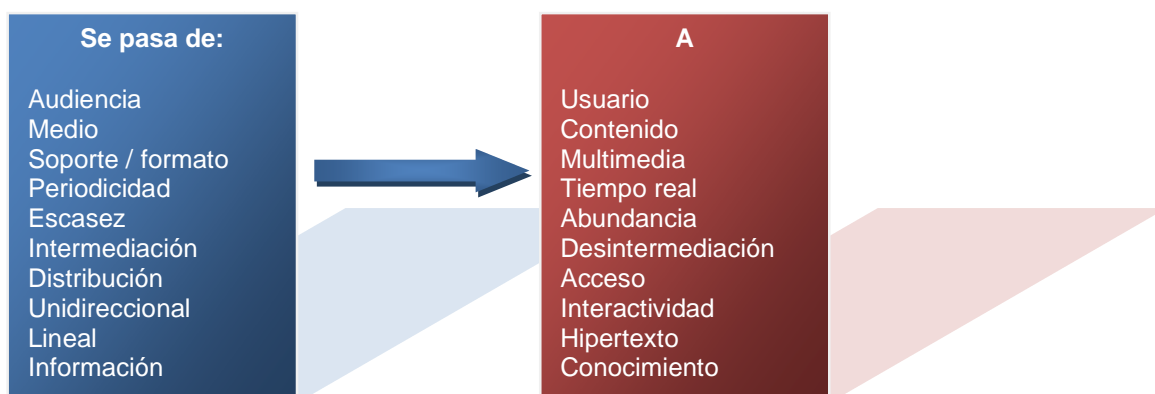 Se pasa de:
Audiencia
Medio
Soporte / formato
Periodicidad
Escasez
Intermediación
Distribución
Unidireccional
Lineal
Información
A
Usuario
Contenido
Multimedia
Tiempo real
Abundancia
Desintermediación
Acceso
Interactividad
Hipertexto
Conocimiento